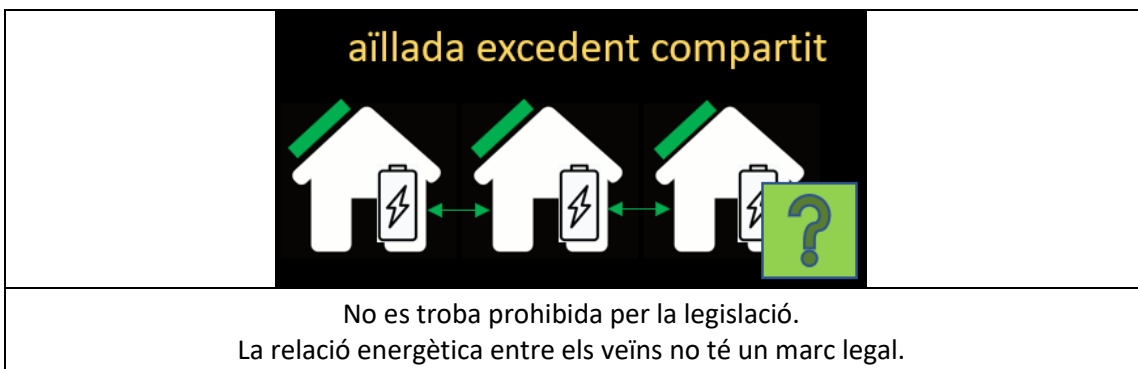 aïllada excedent compartit
?
No es troba prohibida per la legislació.
La relació energètica entre els veïns no té un marc legal.